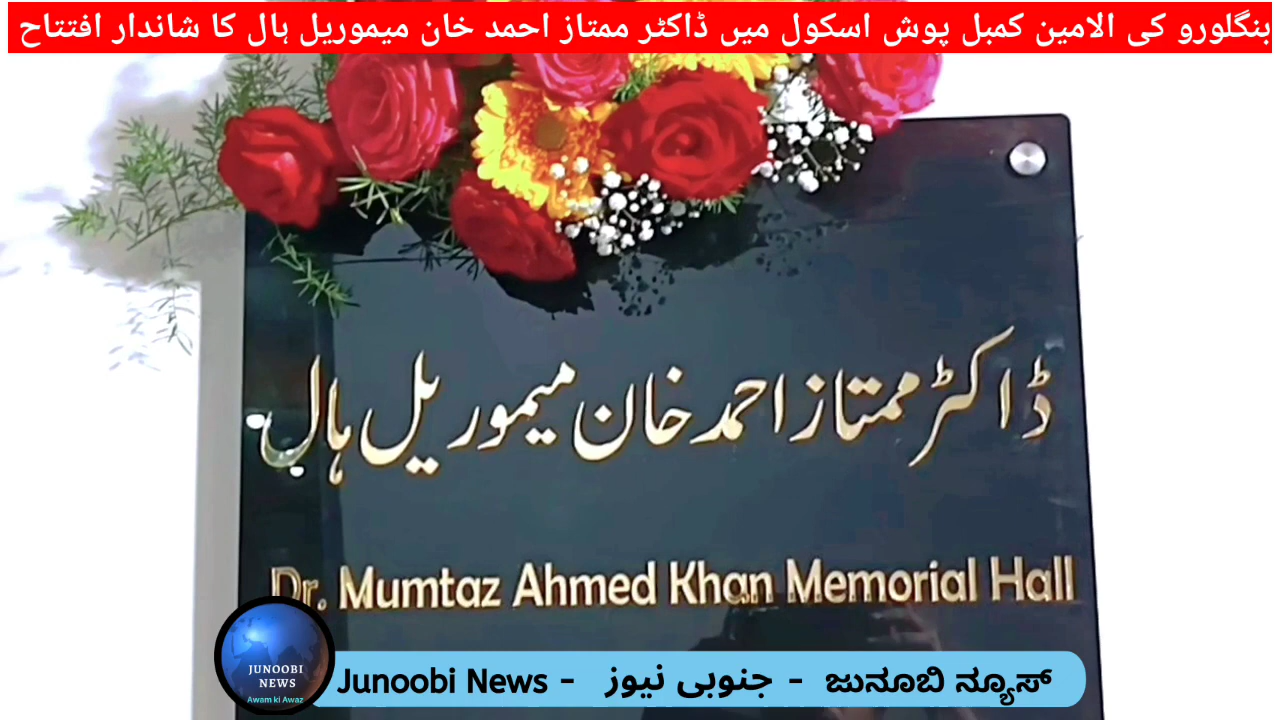 بنگلورو کی الامین کمبل پوش اسکول میں ڈاکٹر ممتاز احمد خان میموریل ہال کا شاندار افتتاح
ڈاکٹر ممتاز احمد خان میموریل ہال
Dr. Mumtaz Ahmed Khan Memorial Hall
JUNOOBI
NEWS
Awam ki Awaz
Junoobi News - جنوبی نیوز - ಜುನೂಬಿ ನ್ಯೂಸ್